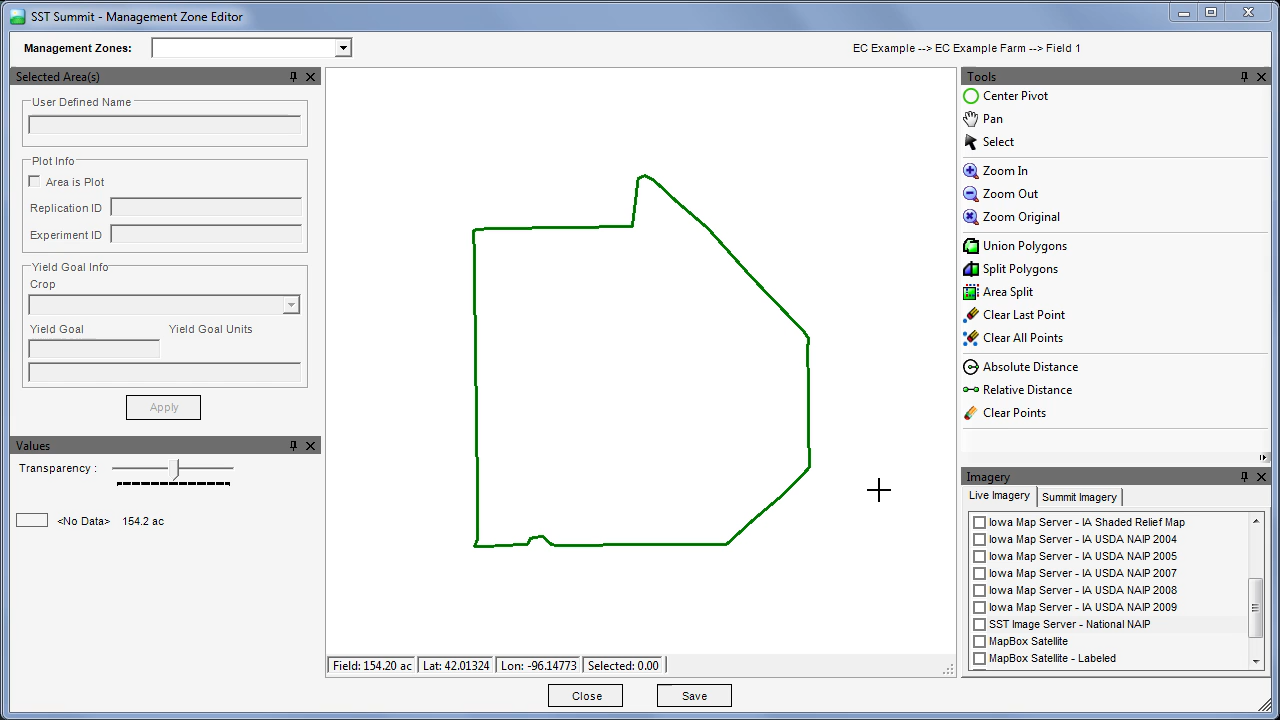 SST Summit - Management Zone Editor
Management Zones:
EC Example --> EC Example Farm --> Field 1
Selected Area(s)
User Defined Name
Plot Info
Area is Plot
Replication ID
Experiment ID
Yield Goal Info
Crop
Yield Goal Yield Goal Units
Apply
Values
Transparency :
<No Data> 154.2 ac
Field: 154.20 ac Lat: 42.01324 Lon: -96.14773 Selected: 0.00
Close Save
Tools
Center Pivot
Pan
Select
Zoom In
Zoom Out
Zoom Original
Union Polygons
Split Polygons
Area Split
Clear Last Point
Clear All Points
Absolute Distance
Relative Distance
Clear Points
Imagery
Live Imagery Summit Imagery
Iowa Map Server - IA Shaded Relief Map
Iowa Map Server - IA USDA NAIP 2004
Iowa Map Server - IA USDA NAIP 2005
Iowa Map Server - IA USDA NAIP 2007
Iowa Map Server - IA USDA NAIP 2008
Iowa Map Server - IA USDA NAIP 2009
SST Image Server - National NAIP
MapBox Satellite
MapBox Satellite - Labeled